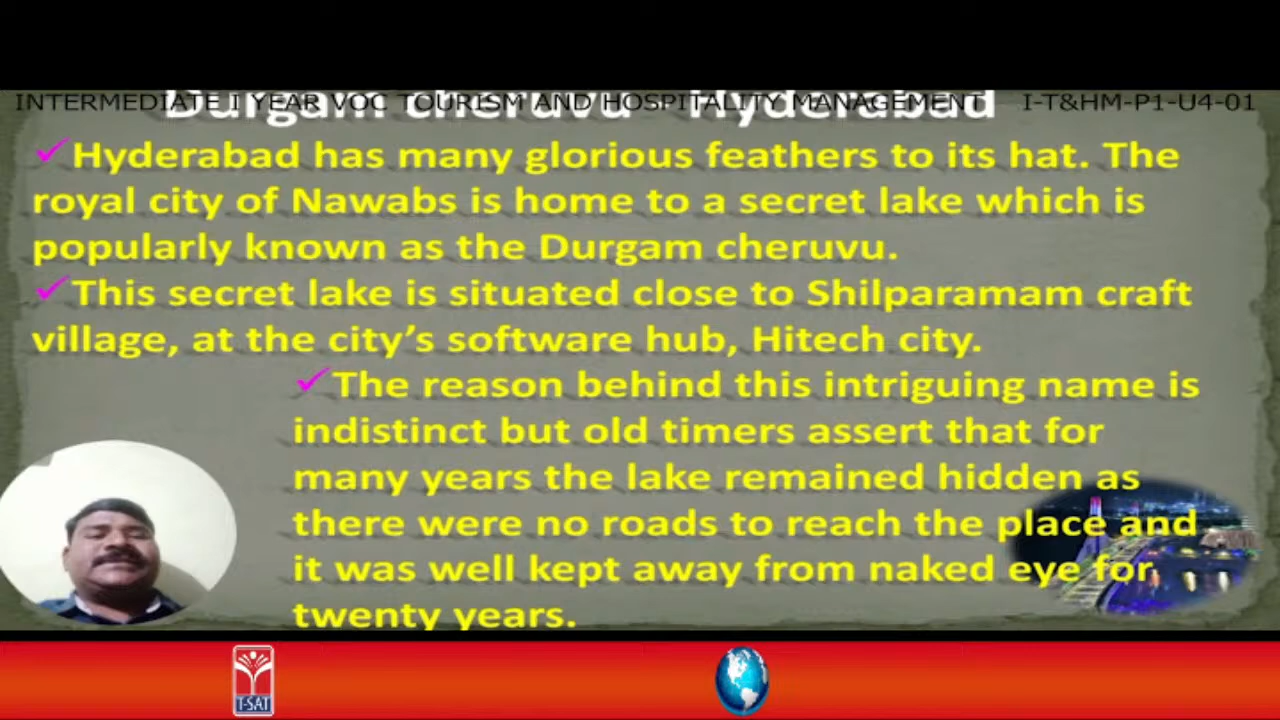 INTERMEDIATE I YEAR VOC TOURISM AND HOSPITALITY MANAGEMENT I-T&HM-P1-U4-01
Durgam cheruvu - Hyderabad
✓Hyderabad has many glorious feathers to its hat. The
royal city of Nawabs is home to a secret lake which is
popularly known as the Durgam cheruvu.
✓This secret lake is situated close to Shilparamam craft
village, at the city's software hub, Hitech city.
✓The reason behind this intriguing name is
indistinct but old timers assert that for
many years the lake remained hidden as
there were no roads to reach the place and
it was well kept away from naked eye for
twenty years.
T-SAT